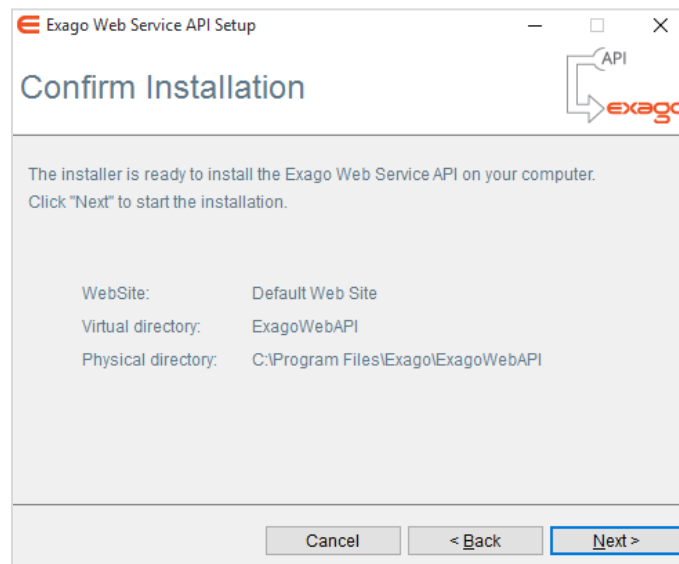 Exago Web Service API Setup
Confirm Installation
API
exago
The installer is ready to install the Exago Web Service API on your computer.
Click "Next" to start the installation.
WebSite: Default Web Site
Virtual directory: ExagoWebAPI
Physical directory: C:\Program Files\Exago\ExagoWebAPI
Cancel < Back Next >